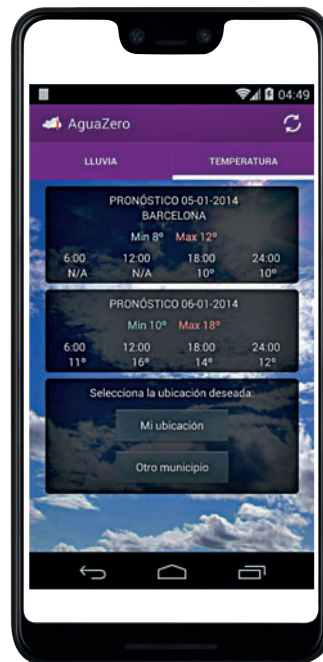 04:49
AguaZero
LLUVIA TEMPERATURA
PRONÓSTICO 05-01-2014
BARCELONA
Min 8º Max 12º
6:00 12:00 18:00 24:00
N/A N/A 10º 10º
PRONÓSTICO 06-01-2014
Min 10º Max 18º
6:00 12:00 18:00 24:00
11º 16º 14º 12º
Selecciona la ubicación deseada:
Mi ubicación
Otro municipio